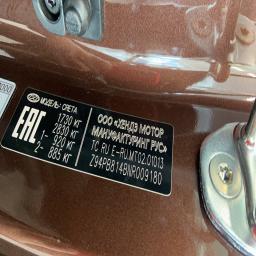 МОДЕЛЬ: CRETA
EAC
1730 КГ
2830 КГ
1- 920 КГ
2- 885 КГ
ООО "ХЕНДЭ МОТОР
МАНУФАКТУРИНГ РУС"
ТС RU Е-RU.МТ02.01013
Z94PB814BNR009180